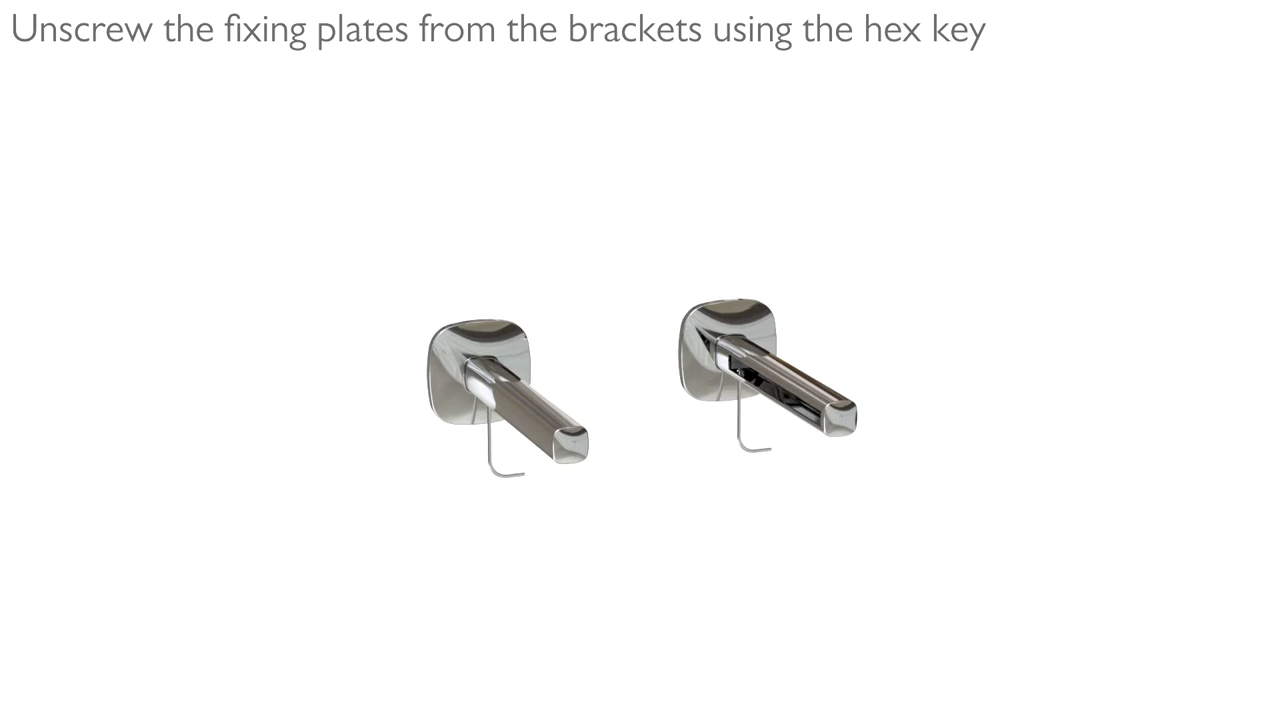 Unscrew the fixing plates from the brackets using the hex key